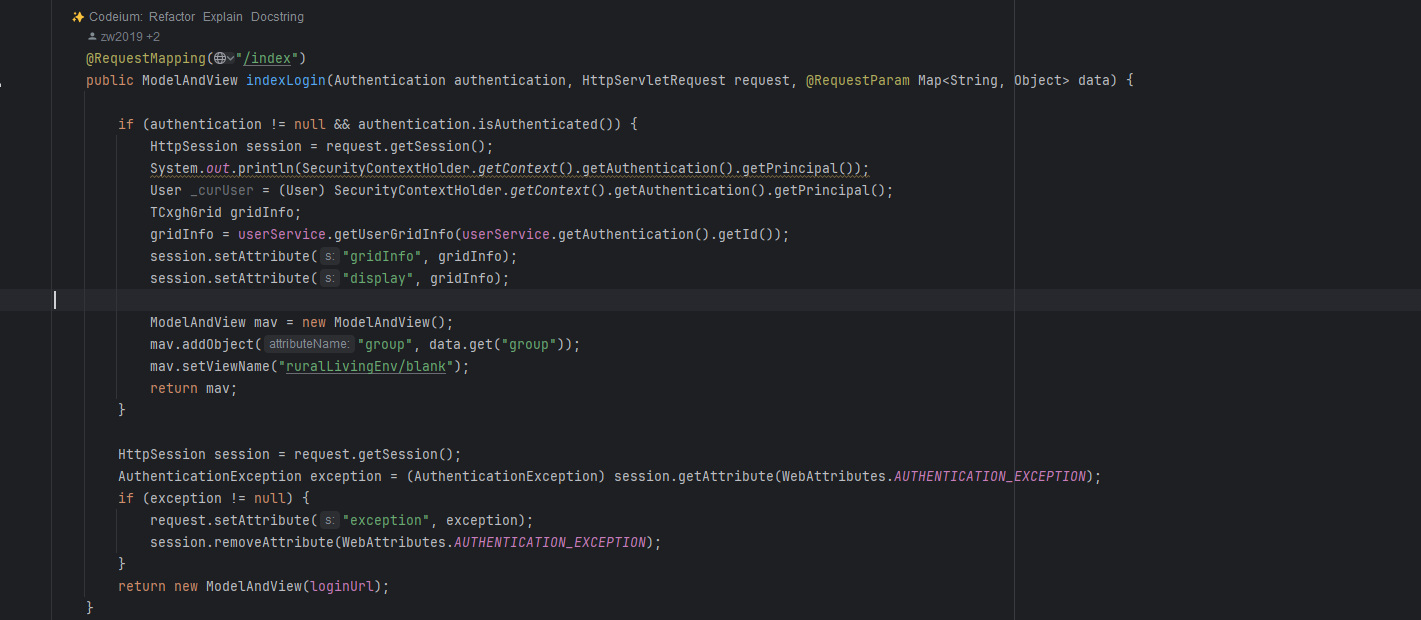 Codeium: Refactor Explain Docstring
zw2019 +2
@RequestMapping("/index")
public ModelAndView indexLogin(Authentication authentication, HttpServletRequest request, @RequestParam Map<String, Object> data) {
if (authentication != null && authentication.isAuthenticated()) {
HttpSession session = request.getSession();
System.out.println(SecurityContextHolder.getContext().getAuthentication().getPrincipal());
User _curUser = (User) SecurityContextHolder.getContext().getAuthentication().getPrincipal();
TCxghGrid gridInfo;
gridInfo = userService.getUserGridInfo(userService.getAuthentication().getId());
session.setAttribute( s: "gridInfo", gridInfo);
session.setAttribute( s: "display", gridInfo);
ModelAndView mav = new ModelAndView();
mav.addObject( attributeName: "group", data.get("group"));
mav.setViewName("ruralLivingEnv/blank");
return mav;
}
HttpSession session = request.getSession();
AuthenticationException exception = (AuthenticationException) session.getAttribute(WebAttributes.AUTHENTICATION_EXCEPTION);
if (exception != null) {
request.setAttribute( s: "exception", exception);
session.removeAttribute(WebAttributes.AUTHENTICATION_EXCEPTION);
}
return new ModelAndView(loginUrl);
}